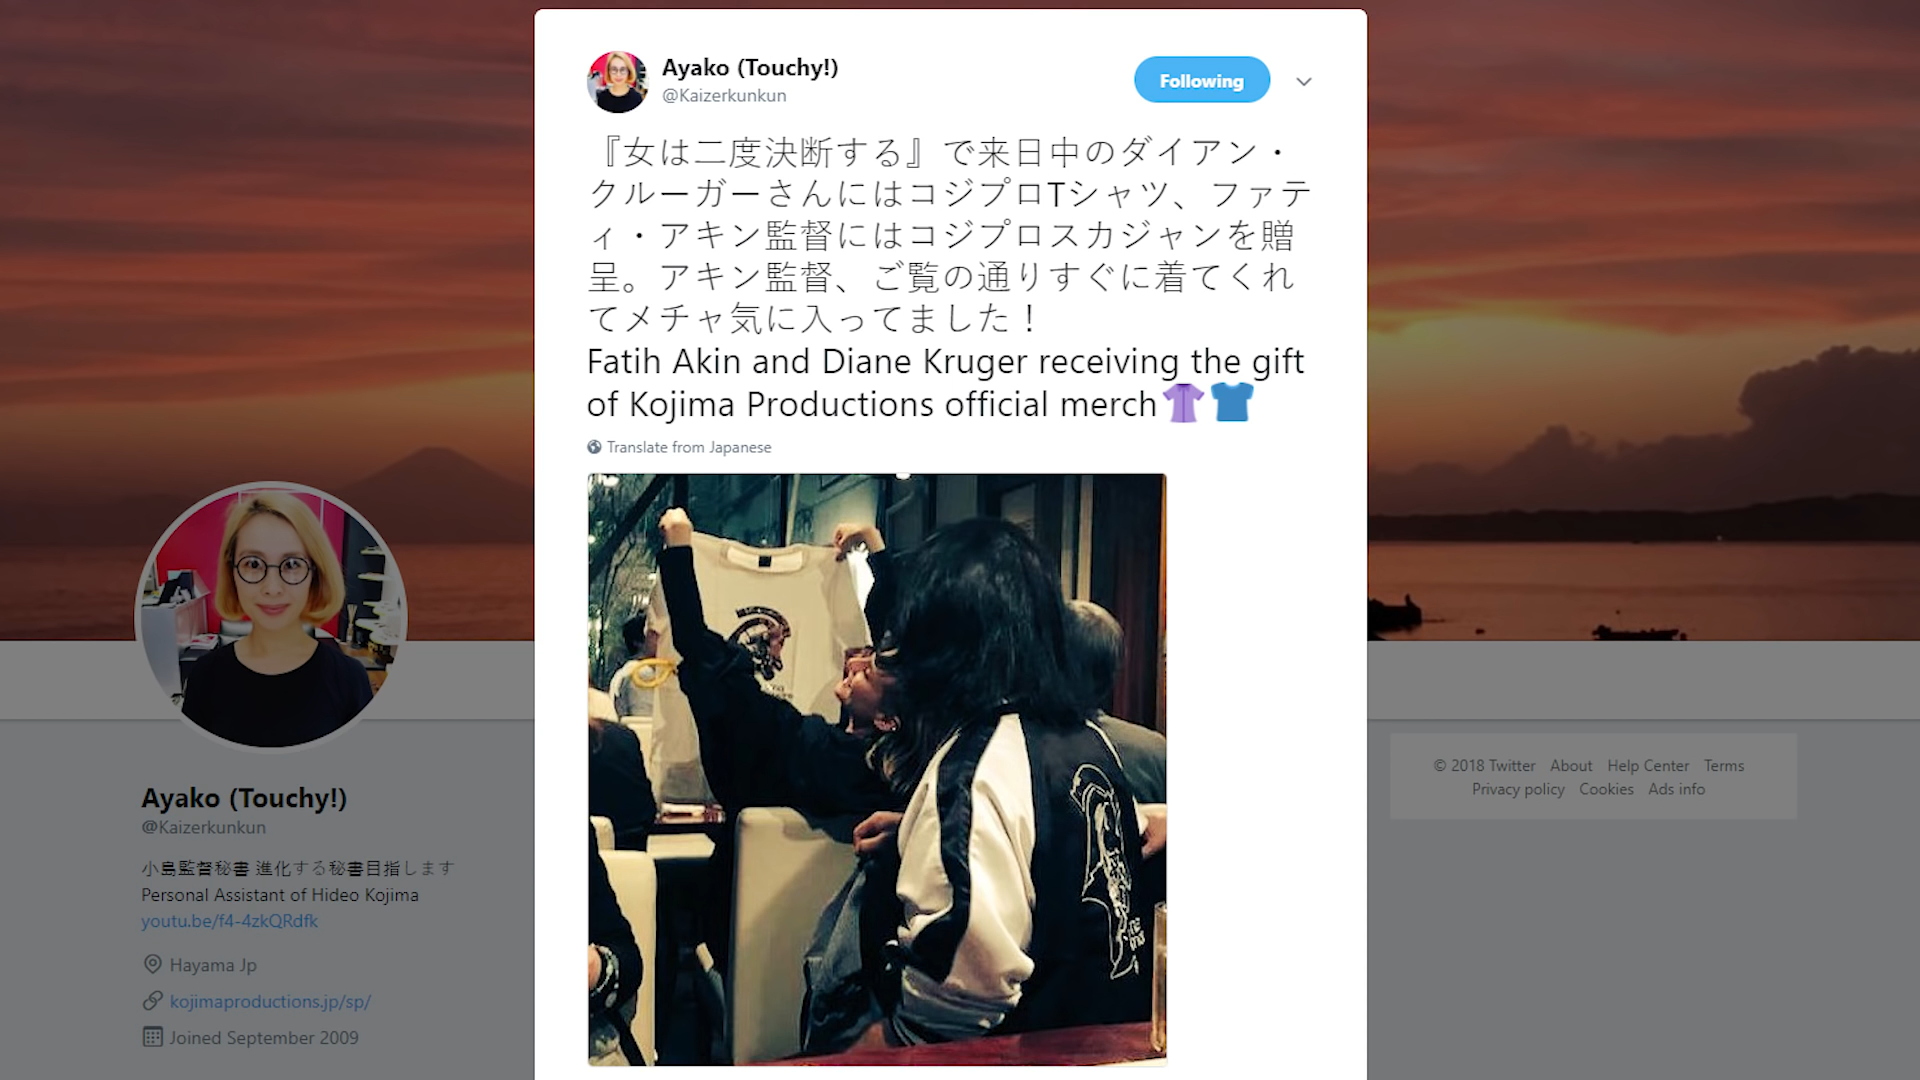 Ayako (Touchy!)
@Kaizerkunkun
Following
『女は二度決断する』で来日中のダイアン・
クルーガーさんにはコジプロTシャツ、ファテ
ィ・アキン監督にはコジプロスカジャンを贈
呈。アキン監督、ご覧の通りすぐに着てくれ
てメチャ気に入ってました！
Fatih Akin and Diane Kruger receiving the gift
of Kojima Productions official merch
Translate from Japanese
Ayako (Touchy!)
@Kaizerkunkun
小島監督秘書 進化する秘書目指します
Personal Assistant of Hideo Kojima
youtu.be/f4-4zkQRdfk
Hayama Jp
kojimaproductions.jp/sp/
Joined September 2009
© 2018 Twitter About Help Center Terms
Privacy policy Cookies Ads info